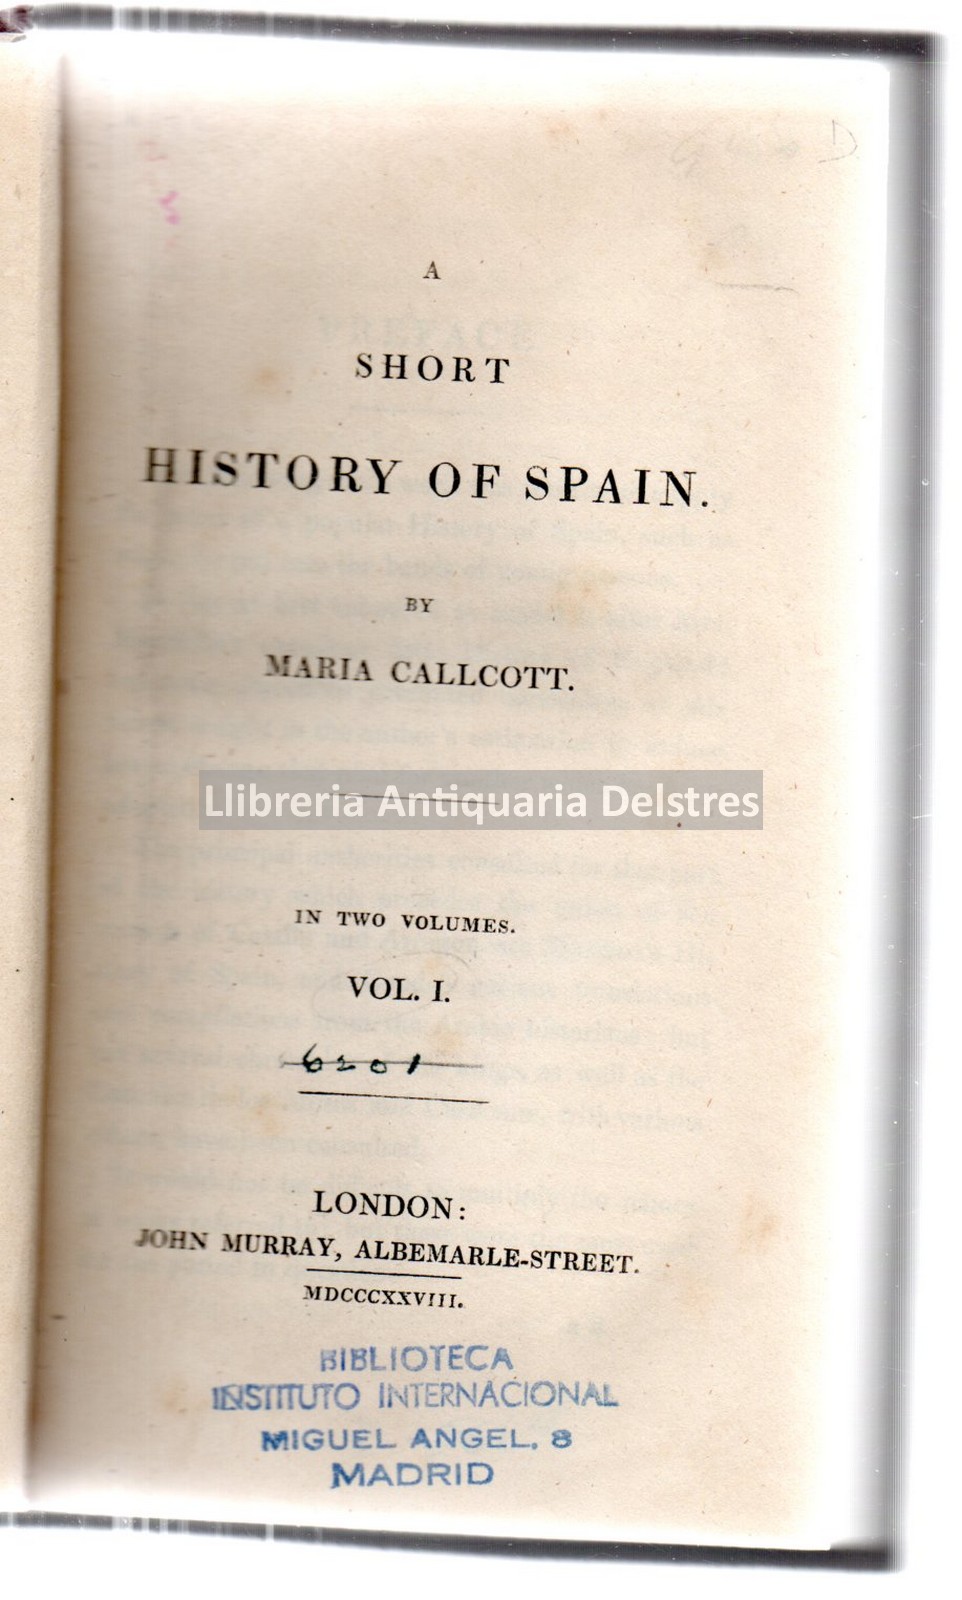 A
SHORT
HISTORY OF SPAIN.
BY
MARIA CALLCOTT.
Llibreria Antiquaria Delstres
IN TWO VOLUMES.
VOL. I.
6201
LONDON:
JOHN MURRAY, ALBEMARLE-STREET.
MDCCCXXVIII.
BIBLIOTECA
INSTITUTO INTERNACIONAL
MIGUEL ANGEL, 8
MADRID